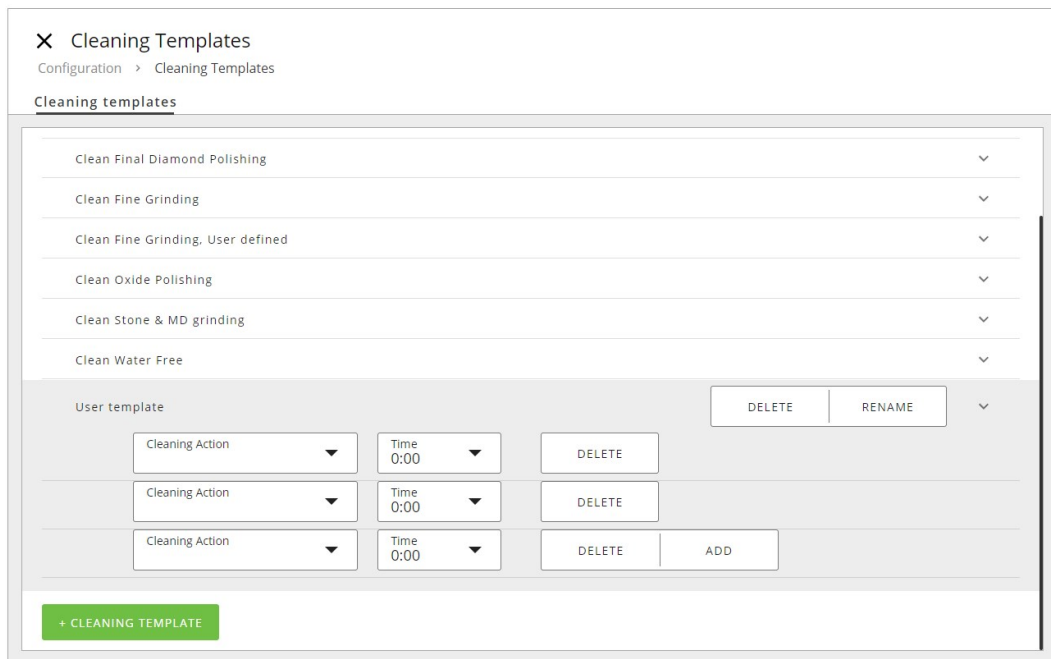 Cleaning Templates
Configuration > Cleaning Templates
Cleaning templates
Clean Final Diamond Polishing
Clean Fine Grinding
Clean Fine Grinding, User defined
Clean Oxide Polishing
Clean Stone & MD grinding
Clean Water Free
User template DELETE RENAME
Cleaning Action Time 0:00 DELETE
Cleaning Action Time 0:00 DELETE
Cleaning Action Time 0:00 DELETE ADD
+ CLEANING TEMPLATE